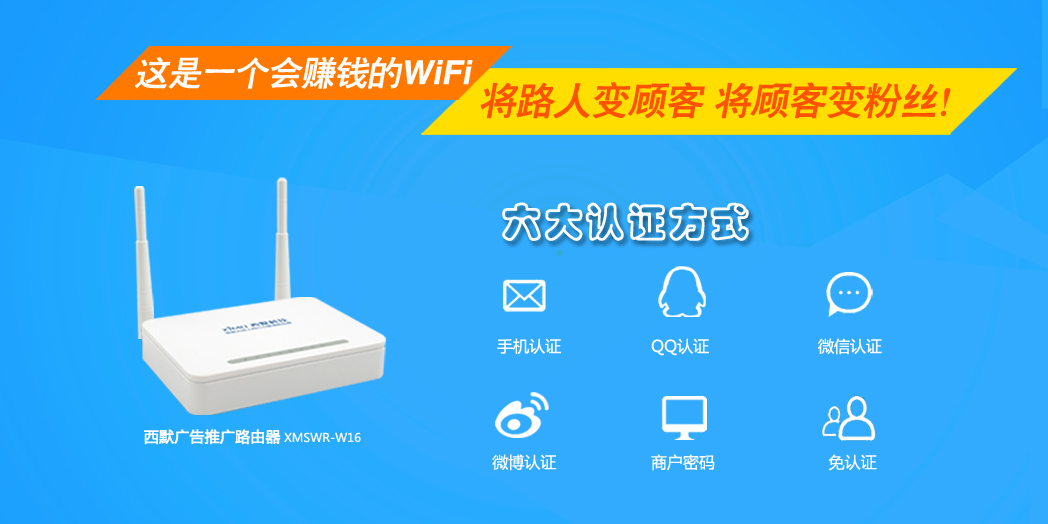 这是一个会赚钱的WiFi
将路人变顾客 将顾客变粉丝!
六大认证方式
手机认证
QQ认证
微信认证
微博认证
商户密码
免认证
西默广告推广路由器 XMSWR-W16